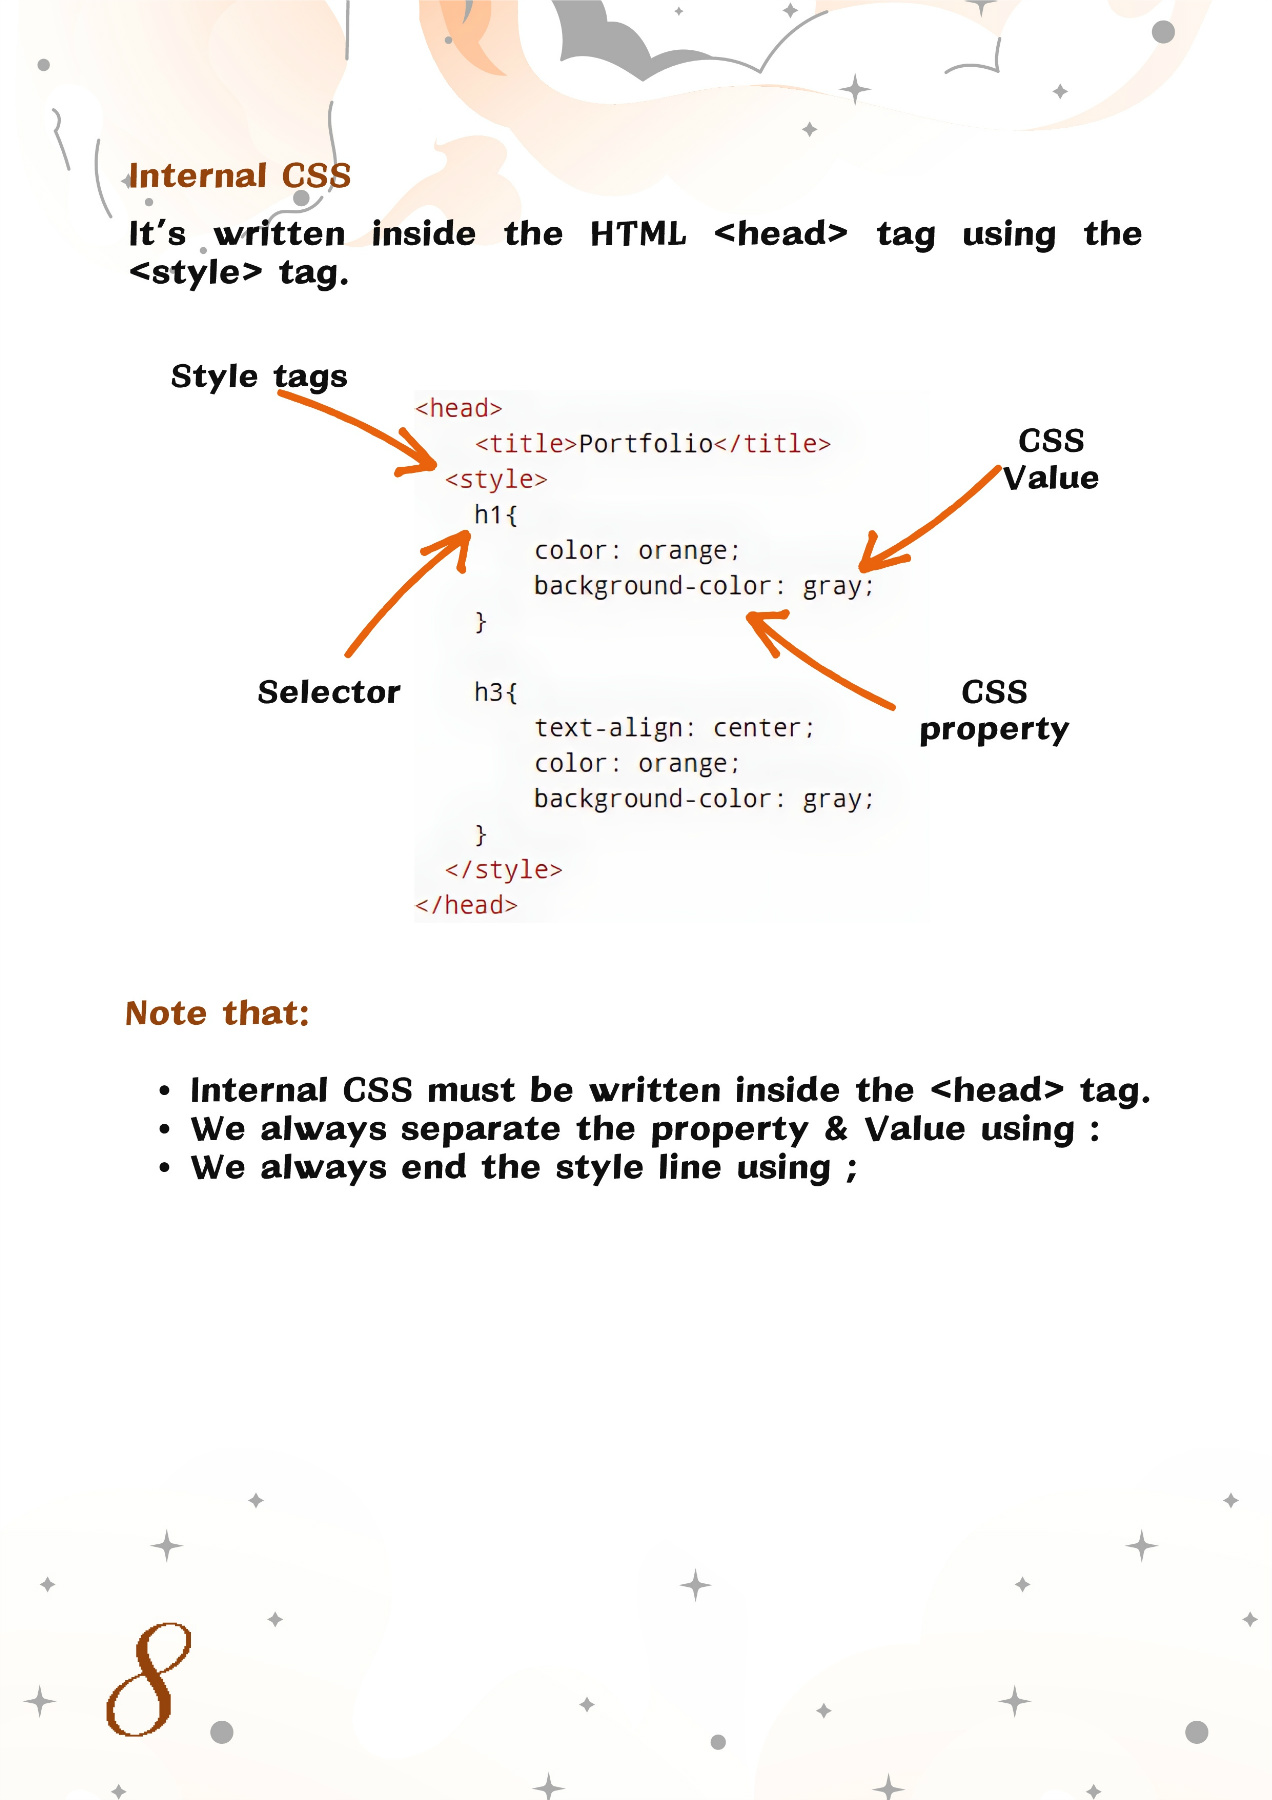 Internal CSS
It’s written inside the HTML <head> tag using the
<style> tag.
Style tags
<head>
<title>Portfolio</title>
<style>
h1{
color: orange;
background-color: gray;
}
h3{
text-align: center;
color: orange;
background-color: gray;
}
</style>
</head>
CSS
Value
Selector
CSS
property
Note that:
• Internal CSS must be written inside the <head> tag.
• We always separate the property & Value using :
• We always end the style line using ;
8